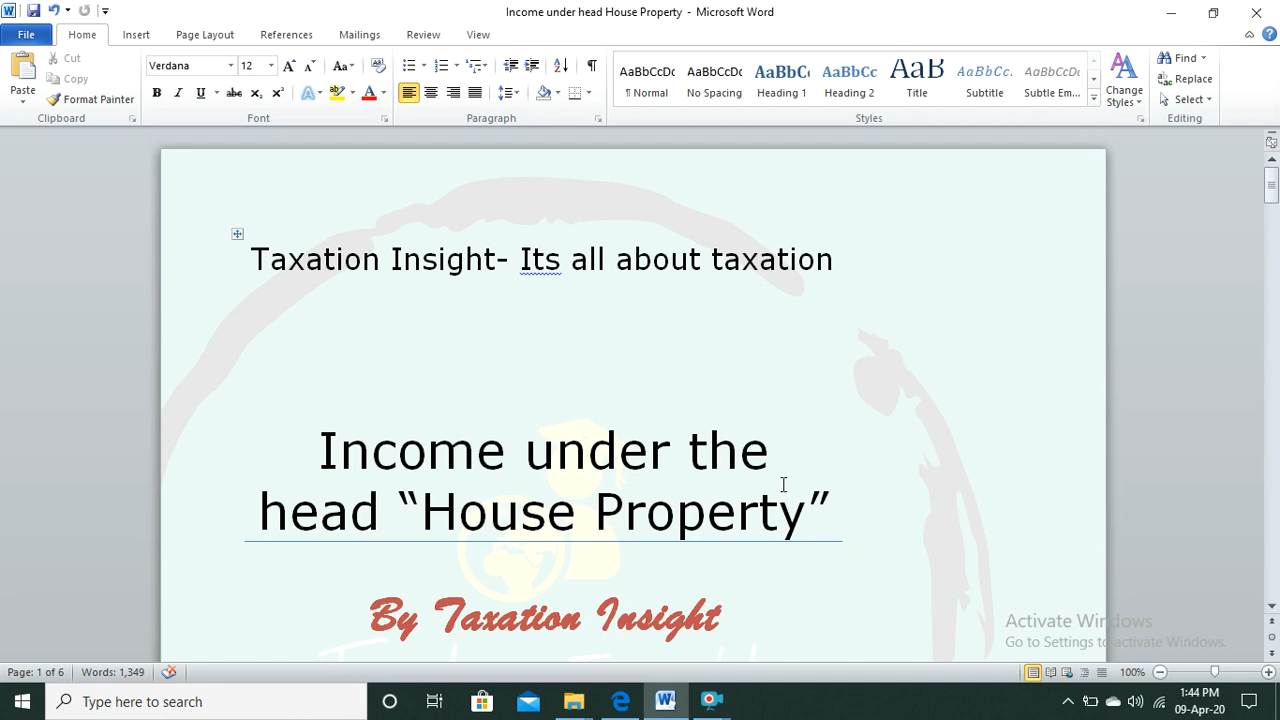 Income under head House Property - Microsoft Word
File Home Insert Page Layout References Mailings Review View
Paste
Cut
Copy
Format Painter
Clipboard
Verdana 12
Font
Paragraph
AaBbCcDc AaBbCcDc AaBbCc AaBbCc AaB AaBbCc. AaBbCcDc
¶ Normal No Spacing Heading 1 Heading 2 Title Subtitle Subtle Em...
Styles
Change
Styles
Find
Replace
Select
Editing
Taxation Insight- Its all about taxation
Income under the
head “House Property”
By Taxation Insight
Activate Windows
Go to Settings to activate Windows.
Page: 1 of 6 Words: 1,349 100%
Type here to search
1:44 PM
09-Apr-20